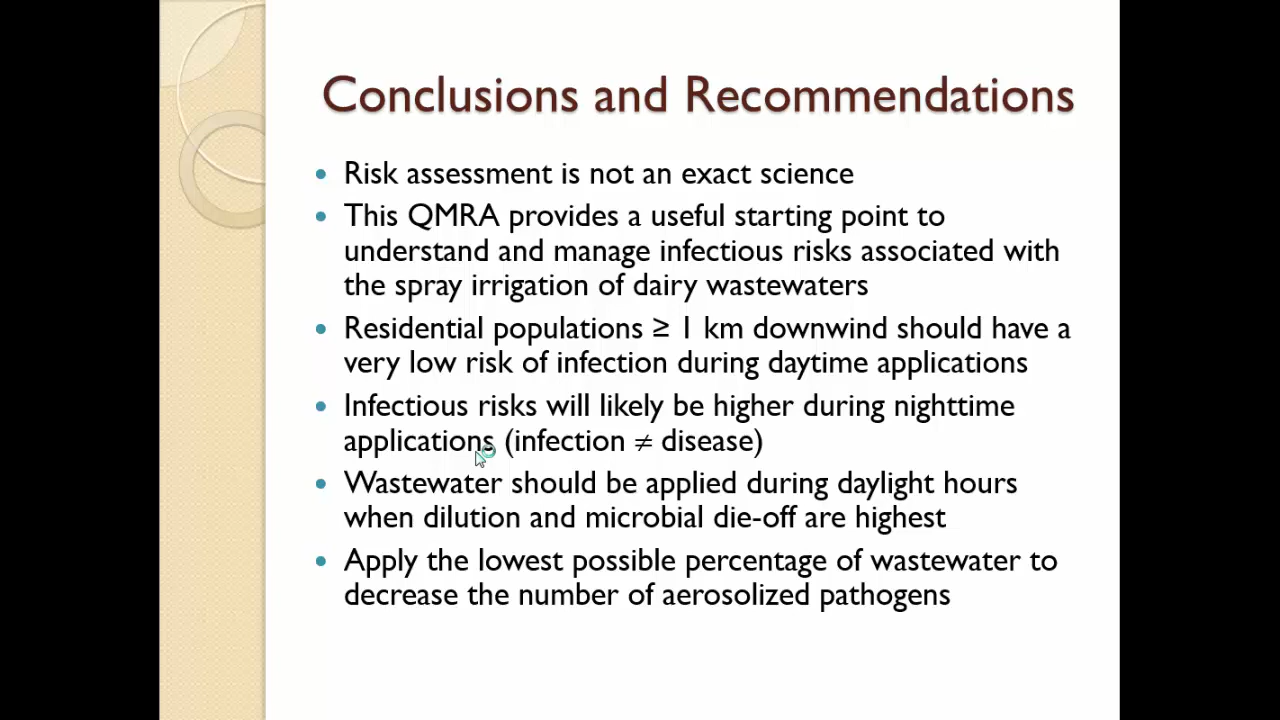 Conclusions and Recommendations
• Risk assessment is not an exact science
• This QMRA provides a useful starting point to
understand and manage infectious risks associated with
the spray irrigation of dairy wastewaters
• Residential populations ≥ 1 km downwind should have a
very low risk of infection during daytime applications
• Infectious risks will likely be higher during nighttime
applications (infection ≠ disease)
• Wastewater should be applied during daylight hours
when dilution and microbial die-off are highest
• Apply the lowest possible percentage of wastewater to
decrease the number of aerosolized pathogens